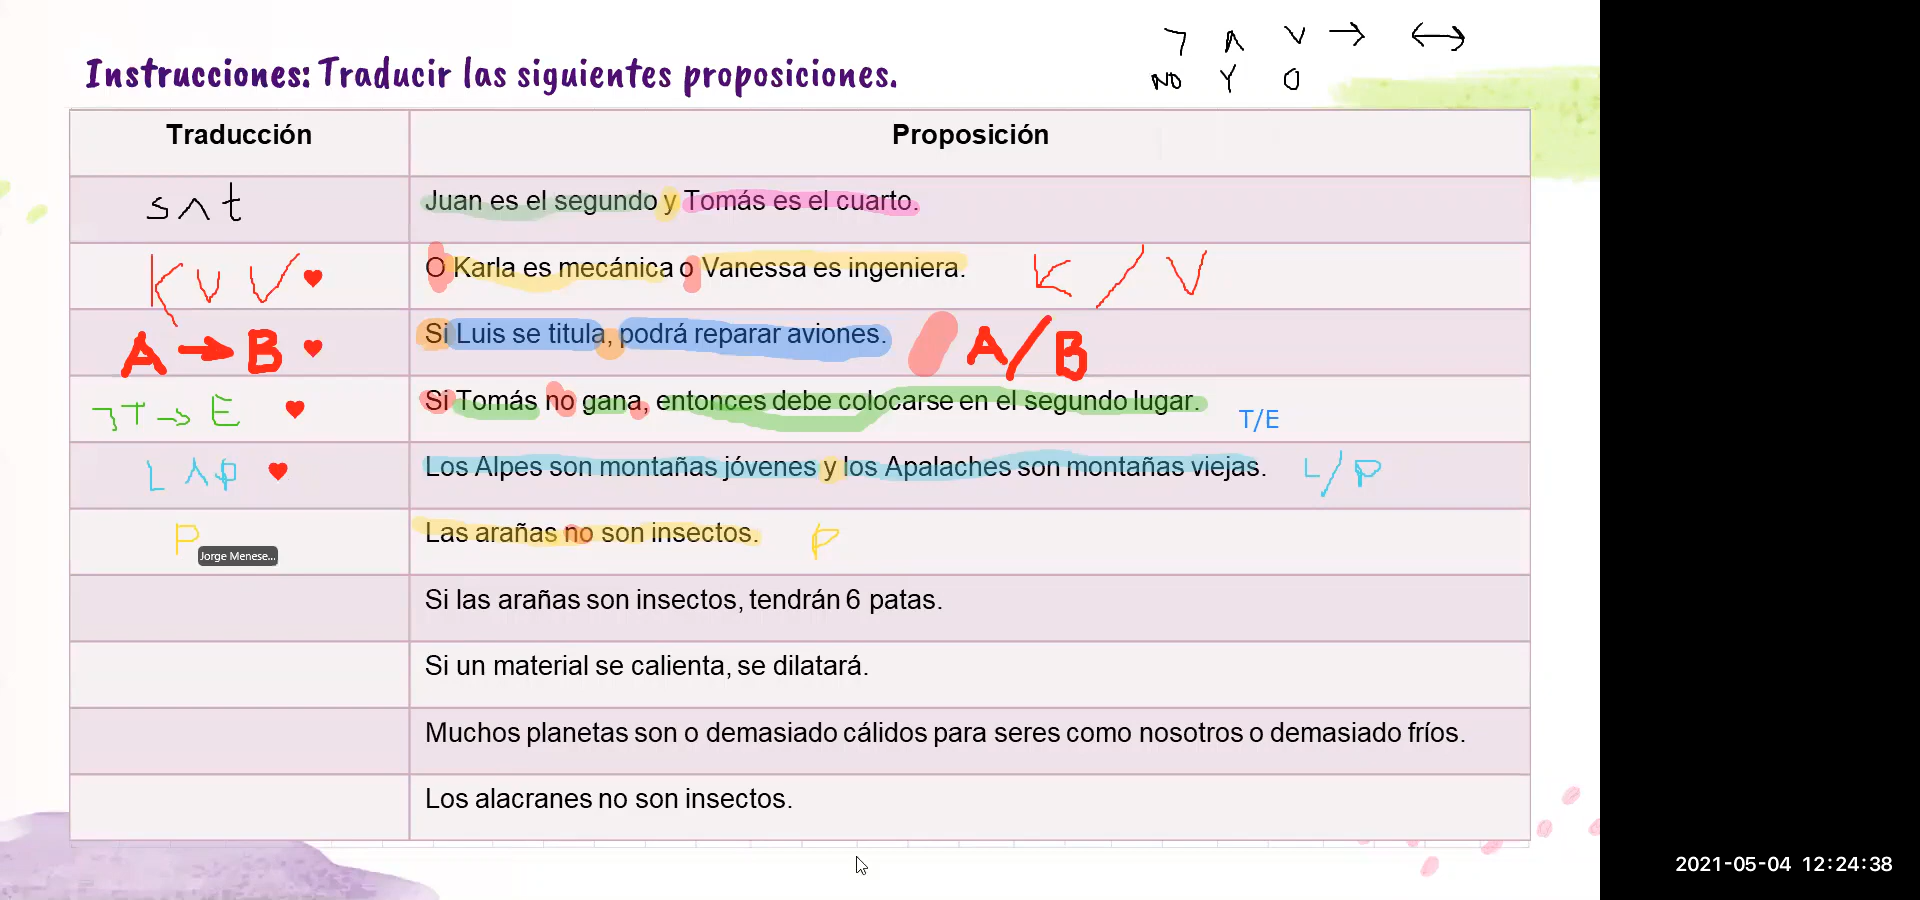 ¬ ∧ ∨ → ↔
NO Y O
Instrucciones: Traducir las siguientes proposiciones.
Traducción Proposición
s ∧ t Juan es el segundo y Tomás es el cuarto.
K ∨ V ♥ O Karla es mecánica o Vanessa es ingeniera. K / V
A → B ♥ Si Luis se titula, podrá reparar aviones. A/B
¬T → E ♥ Si Tomás no gana, entonces debe colocarse en el segundo lugar. T/E
L ∧ P ♥ Los Alpes son montañas jóvenes y los Apalaches son montañas viejas. L/P
P Las arañas no son insectos. P
Jorge Menese...
Si las arañas son insectos, tendrán 6 patas.
Si un material se calienta, se dilatará.
Muchos planetas son o demasiado cálidos para seres como nosotros o demasiado fríos.
Los alacranes no son insectos.
2021-05-04 12:24:38